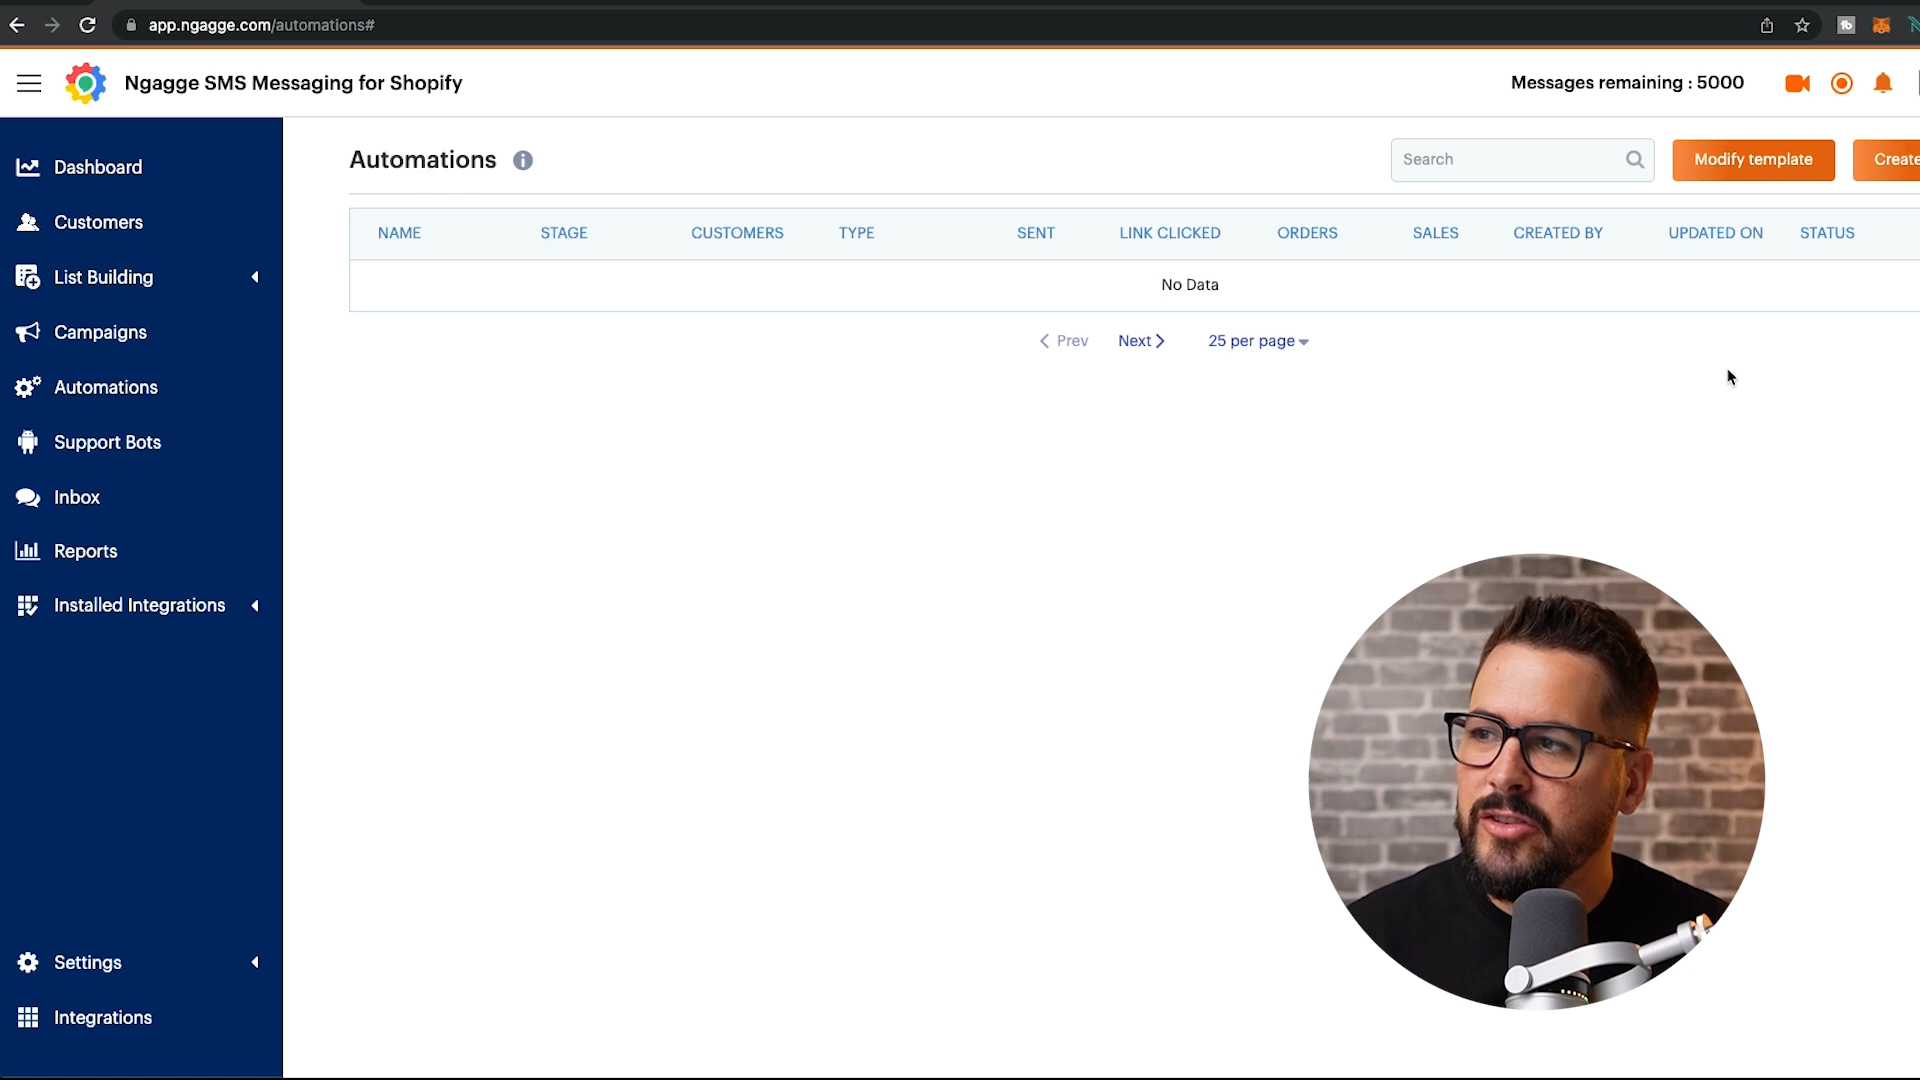 app.ngagge.com/automations#
Ngagge SMS Messaging for Shopify
Messages remaining : 5000
Dashboard
Customers
List Building
Campaigns
Automations
Support Bots
Inbox
Reports
Installed Integrations
Settings
Integrations
Automations
Search
Modify template
Create
NAME STAGE CUSTOMERS TYPE SENT LINK CLICKED ORDERS SALES CREATED BY UPDATED ON STATUS
No Data
Prev Next 25 per page